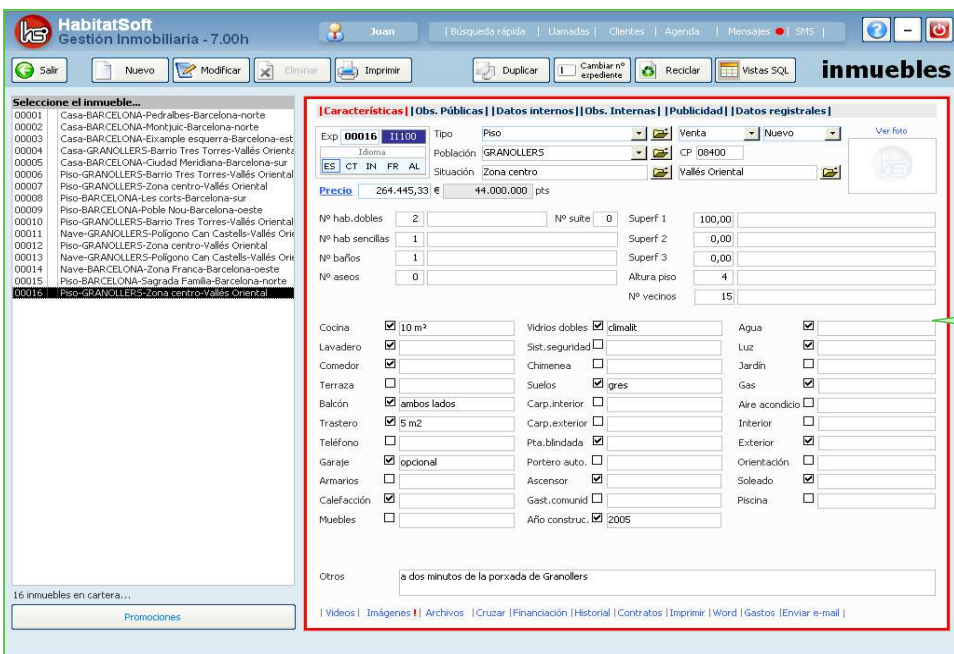 HabitatSoft
Gestión Inmobiliaria - 7.00h
Juan | Búsqueda rápida | Llamadas | Clientes | Agenda | Mensajes | SMS |
Salir Nuevo Modificar Eliminar Imprimir Duplicar Cambiar nº expediente Reciclar Vistas SQL inmuebles
Seleccione el inmueble...
00001 Casa-BARCELONA-Pedralbes-Barcelona-norte
00002 Casa-BARCELONA-Montjuic-Barcelona-norte
00003 Casa-BARCELONA-Eixample esquerra-Barcelona-est
00004 Casa-GRANOLLERS-Barrio Tres Torres-Vallés Orienta
00005 Casa-BARCELONA-Ciudad Meridiana-Barcelona-sur
00006 Piso-GRANOLLERS-Barrio Tres Torres-Vallés Oriental
00007 Piso-GRANOLLERS-Zona centro-Vallés Oriental
00008 Piso-BARCELONA-Les corts-Barcelona-sur
00009 Piso-BARCELONA-Poble Nou-Barcelona-oeste
00010 Piso-GRANOLLERS-Barrio Tres Torres-Vallés Oriental
00011 Nave-GRANOLLERS-Polígono Can Castells-Vallés Orie
00012 Piso-GRANOLLERS-Zona centro-Vallés Oriental
00013 Nave-GRANOLLERS-Polígono Can Castells-Vallés Orie
00014 Nave-BARCELONA-Zona Franca-Barcelona-oeste
00015 Piso-BARCELONA-Sagrada Familia-Barcelona-norte
00016 Piso-GRANOLLERS-Zona centro-Vallés Oriental
16 inmuebles en cartera...
Promociones
|Características| |Obs. Públicas| |Datos internos| |Obs. Internas| |Publicidad| |Datos registrales|
Exp 00016 I1100 Tipo Piso Venta Nuevo Ver foto
Idioma Población GRANOLLERS CP 08400
ES CT IN FR AL Situación Zona centro Vallés Oriental
Precio 264.445,33 € 44.000.000 pts
Nº hab.dobles 2 Nº suite 0 Superf 1 100,00
Nº hab sencillas 1 Superf 2 0,00
Nº baños 1 Superf 3 0,00
Nº aseos 0 Altura piso 4
Nº vecinos 15
Cocina 10 m² Vidrios dobles climalit Agua
Lavadero Sist.seguridad Luz
Comedor Chimenea Jardín
Terraza Suelos gres Gas
Balcón ambos lados Carp.interior Aire acondicio
Trastero 5 m2 Carp.exterior Interior
Teléfono Pta.blindada Exterior
Garaje opcional Portero auto. Orientación
Armarios Ascensor Soleado
Calefacción Gast.comunid Piscina
Muebles Año construc. 2005
Otros a dos minutos de la porxada de Granollers
| Videos | Imágenes ! | Archivos | Cruzar | Financiación | Historial | Contratos | Imprimir | Word | Gastos | Enviar e-mail |